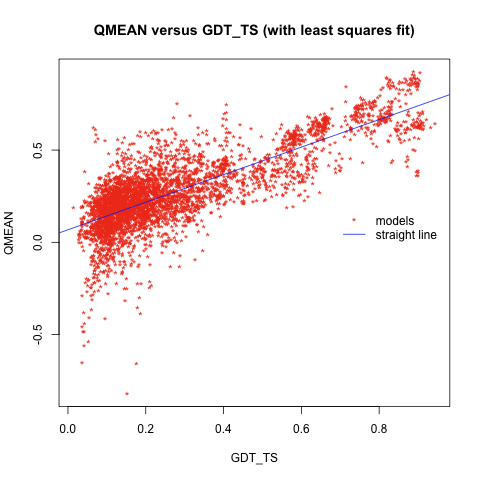 QMEAN versus GDT_TS (with least squares fit)
QMEAN
0.5
0.0
-0.5
models
straight line
0.0 0.2 0.4 0.6 0.8
GDT_TS